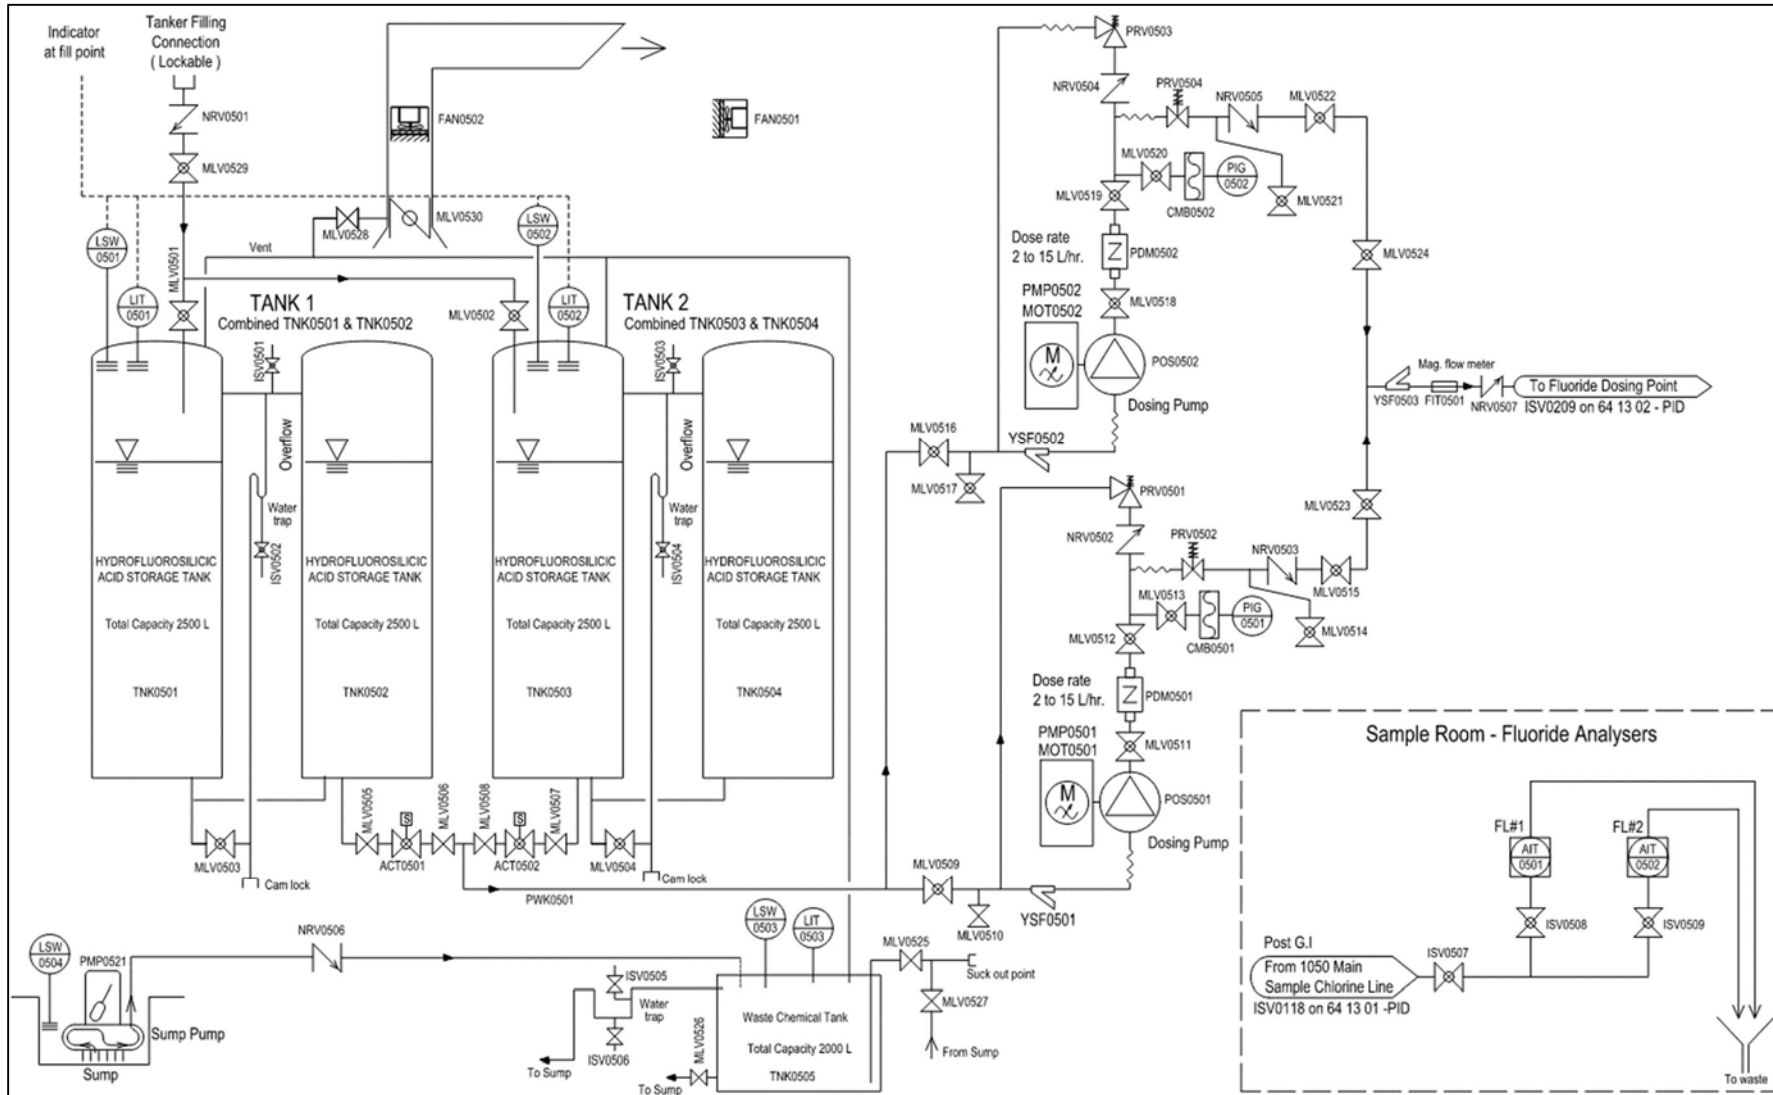 Indicator
at fill point
Tanker Filling
Connection
( Lockable )
NRV0501
MLV0529
FAN0502
FAN0501
LSW
0501
LIT
0501
MLV0501
Vent
MLV0528
MLV0530
LSW
0502
LIT
0502
MLV0502
TANK 1
Combined TNK0501 & TNK0502
TANK 2
Combined TNK0503 & TNK0504
ISV0501
Overflow
Water
trap
ISV0502
ISV0503
Overflow
Water
trap
ISV0504
HYDROFLUOROSILICIC
ACID STORAGE TANK
Total Capacity 2500 L
TNK0501
HYDROFLUOROSILICIC
ACID STORAGE TANK
Total Capacity 2500 L
TNK0502
HYDROFLUOROSILICIC
ACID STORAGE TANK
Total Capacity 2500 L
TNK0503
HYDROFLUOROSILICIC
ACID STORAGE TANK
Total Capacity 2500 L
TNK0504
MLV0503
Cam lock
MLV0505
S
ACT0501
MLV0506
MLV0508
S
ACT0502
MLV0507
MLV0504
Cam lock
PWK0501
PRV0503
NRV0504
PRV0504
NRV0505
MLV0522
MLV0520
PIG
0502
CMB0502
MLV0521
MLV0519
Dose rate
2 to 15 L/hr.
PDM0502
MLV0518
PMP0502
MOT0502
M
POS0502
Dosing Pump
MLV0516
MLV0517
YSF0502
MLV0524
Mag. flow meter
YSF0503
FIT0501
NRV0507
To Fluoride Dosing Point
ISV0209 on 64 13 02 - PID
MLV0523
PRV0501
NRV0502
PRV0502
NRV0503
MLV0515
MLV0513
PIG
0501
CMB0501
MLV0514
MLV0512
Dose rate
2 to 15 L/hr.
PDM0501
MLV0511
PMP0501
MOT0501
M
POS0501
Dosing Pump
MLV0509
MLV0510
YSF0501
LSW
0504
PMP0521
Sump Pump
Sump
NRV0506
ISV0505
Water
trap
ISV0506
To Sump
MLV0526
To Sump
LSW
0503
LIT
0503
Waste Chemical Tank
Total Capacity 2000 L
TNK0505
MLV0525
Suck out point
MLV0527
From Sump
Sample Room - Fluoride Analysers
FL#1
AIT
0501
FL#2
AIT
0502
ISV0508
ISV0509
Post G.I
From 1050 Main
Sample Chlorine Line
ISV0118 on 64 13 01 -PID
ISV0507
To waste